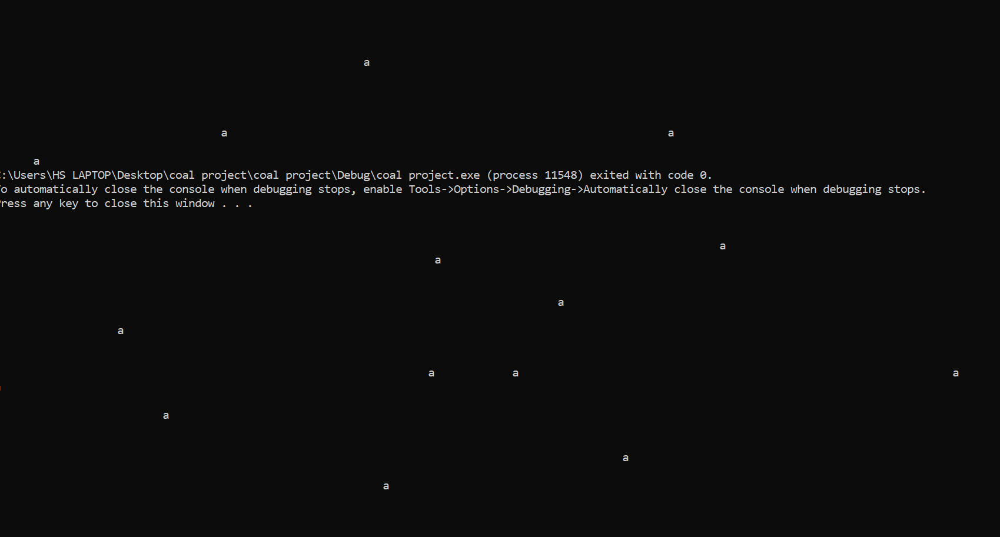 a
a a
a
:\Users\HS LAPTOP\Desktop\coal project\coal project\Debug\coal project.exe (process 11548) exited with code 0.
o automatically close the console when debugging stops, enable Tools->Options->Debugging->Automatically close the console when debugging stops.
ress any key to close this window . . .
a
a
a
a
a a a
a
a
a